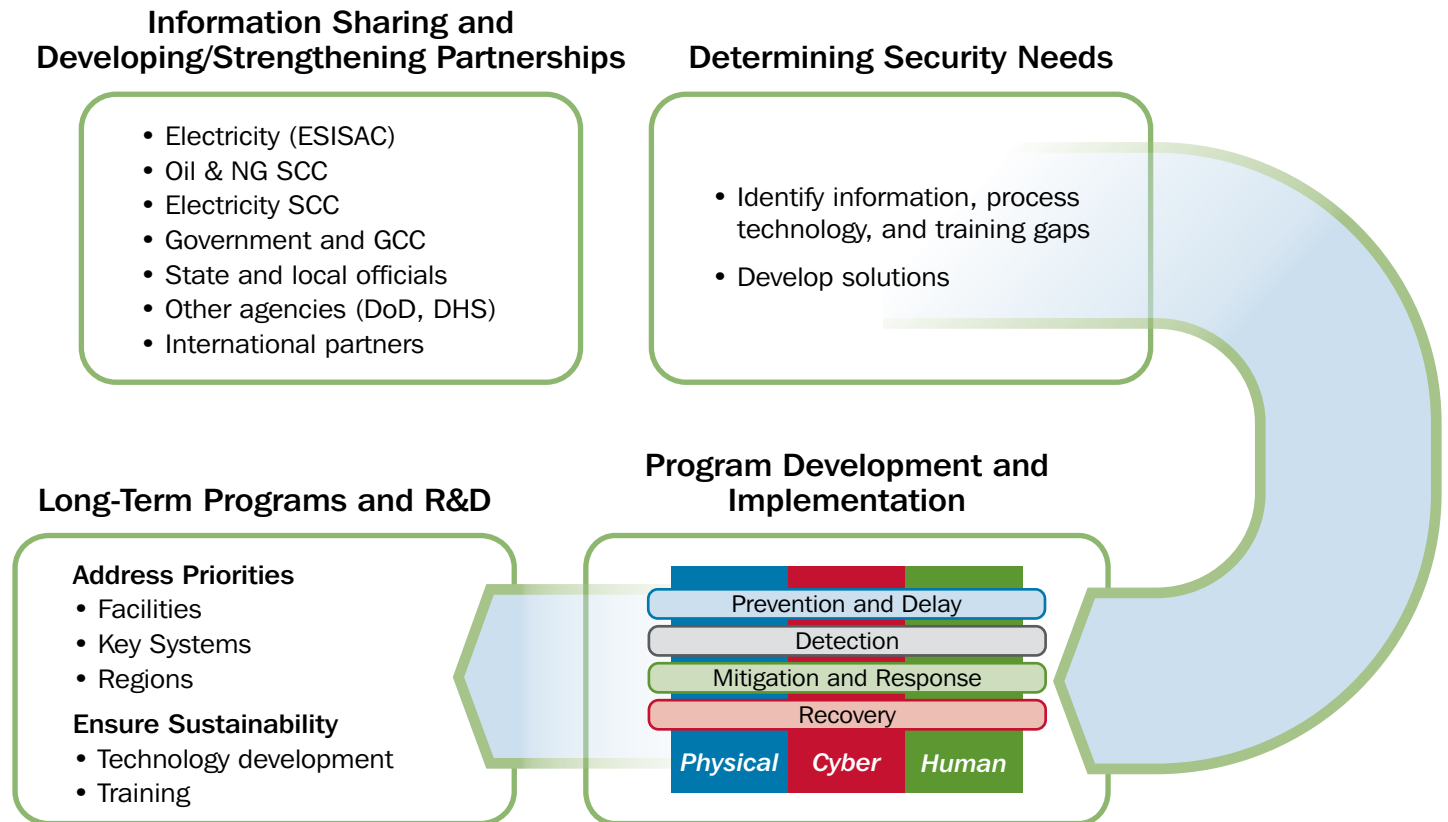 Information Sharing and
Developing/Strengthening Partnerships
• Electricity (ESISAC)
• Oil & NG SCC
• Electricity SCC
• Government and GCC
• State and local officials
• Other agencies (DoD, DHS)
• International partners
Determining Security Needs
• Identify information, process
technology, and training gaps
• Develop solutions
Long-Term Programs and R&D
Address Priorities
• Facilities
• Key Systems
• Regions
Ensure Sustainability
• Technology development
• Training
Program Development and
Implementation
Prevention and Delay
Detection
Mitigation and Response
Recovery
Physical Cyber Human